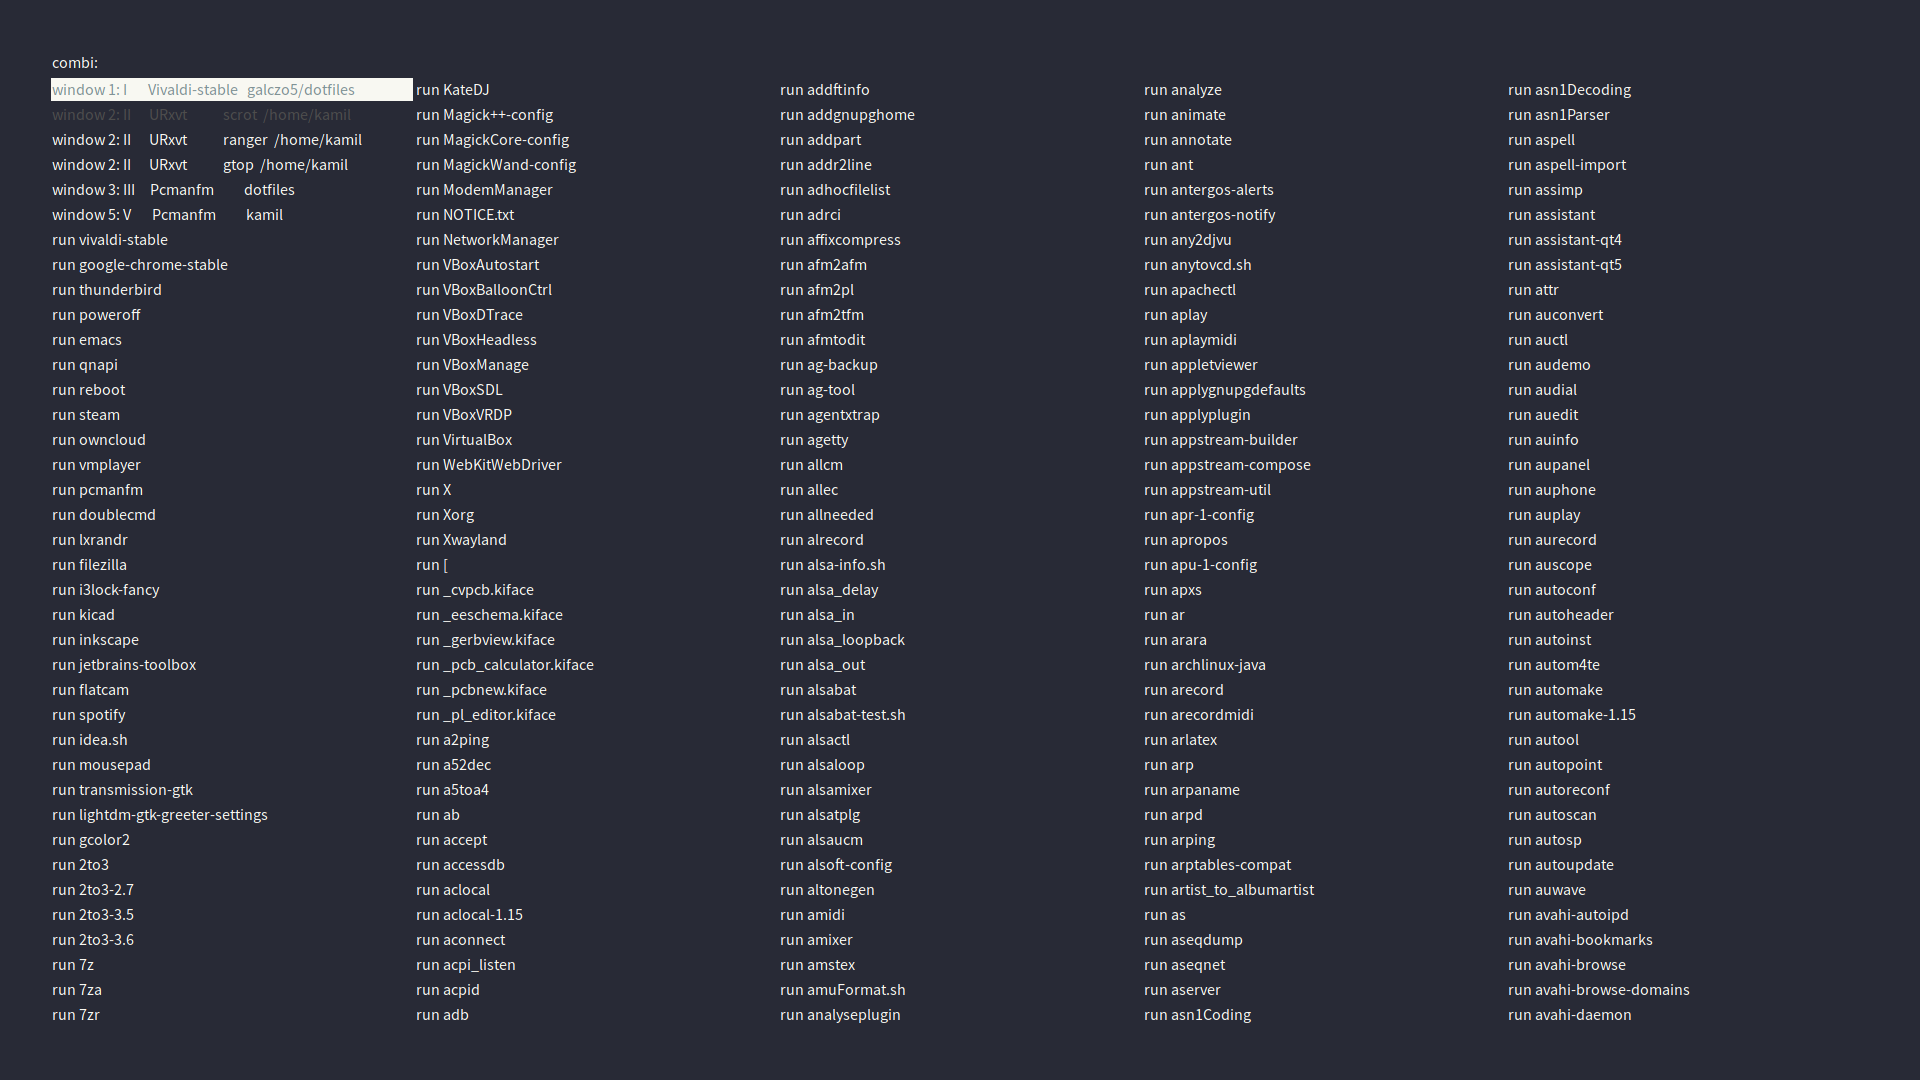 combi:
window 1: I Vivaldi-stable galczo5/dotfiles
window 2: II URxvt scrot /home/kamil
window 2: II URxvt ranger /home/kamil
window 2: II URxvt gtop /home/kamil
window 3: III Pcmanfm dotfiles
window 5: V Pcmanfm kamil
run vivaldi-stable
run google-chrome-stable
run thunderbird
run poweroff
run emacs
run qnapi
run reboot
run steam
run owncloud
run vmplayer
run pcmanfm
run doublecmd
run lxrandr
run filezilla
run i3lock-fancy
run kicad
run inkscape
run jetbrains-toolbox
run flatcam
run spotify
run idea.sh
run mousepad
run transmission-gtk
run lightdm-gtk-greeter-settings
run gcolor2
run 2to3
run 2to3-2.7
run 2to3-3.5
run 2to3-3.6
run 7z
run 7za
run 7zr
run KateDJ
run Magick++-config
run MagickCore-config
run MagickWand-config
run ModemManager
run NOTICE.txt
run NetworkManager
run VBoxAutostart
run VBoxBalloonCtrl
run VBoxDTrace
run VBoxHeadless
run VBoxManage
run VBoxSDL
run VBoxVRDP
run VirtualBox
run WebKitWebDriver
run X
run Xorg
run Xwayland
run [
run _cvpcb.kiface
run _eeschema.kiface
run _gerbview.kiface
run _pcb_calculator.kiface
run _pcbnew.kiface
run _pl_editor.kiface
run a2ping
run a52dec
run a5toa4
run ab
run accept
run accessdb
run aclocal
run aclocal-1.15
run aconnect
run acpi_listen
run acpid
run adb
run addftinfo
run addgnupghome
run addpart
run addr2line
run adhocfilelist
run adrci
run affixcompress
run afm2afm
run afm2pl
run afm2tfm
run afmtodit
run ag-backup
run ag-tool
run agentxtrap
run agetty
run allcm
run allec
run allneeded
run alrecord
run alsa-info.sh
run alsa_delay
run alsa_in
run alsa_loopback
run alsa_out
run alsabat
run alsabat-test.sh
run alsactl
run alsaloop
run alsamixer
run alsatplg
run alsaucm
run alsoft-config
run altonegen
run amidi
run amixer
run amstex
run amuFormat.sh
run analyseplugin
run analyze
run animate
run annotate
run ant
run antergos-alerts
run antergos-notify
run any2djvu
run anytovcd.sh
run apachectl
run aplay
run aplaymidi
run appletviewer
run applygnupgdefaults
run applyplugin
run appstream-builder
run appstream-compose
run appstream-util
run apr-1-config
run apropos
run apu-1-config
run apxs
run ar
run arara
run archlinux-java
run arecord
run arecordmidi
run arlatex
run arp
run arpaname
run arpd
run arping
run arptables-compat
run artist_to_albumartist
run as
run aseqdump
run aseqnet
run aserver
run asn1Coding
run asn1Decoding
run asn1Parser
run aspell
run aspell-import
run assimp
run assistant
run assistant-qt4
run assistant-qt5
run attr
run auconvert
run auctl
run audemo
run audial
run auedit
run auinfo
run aupanel
run auphone
run auplay
run aurecord
run auscope
run autoconf
run autoheader
run autoinst
run autom4te
run automake
run automake-1.15
run autool
run autopoint
run autoreconf
run autoscan
run autosp
run autoupdate
run auwave
run avahi-autoipd
run avahi-bookmarks
run avahi-browse
run avahi-browse-domains
run avahi-daemon